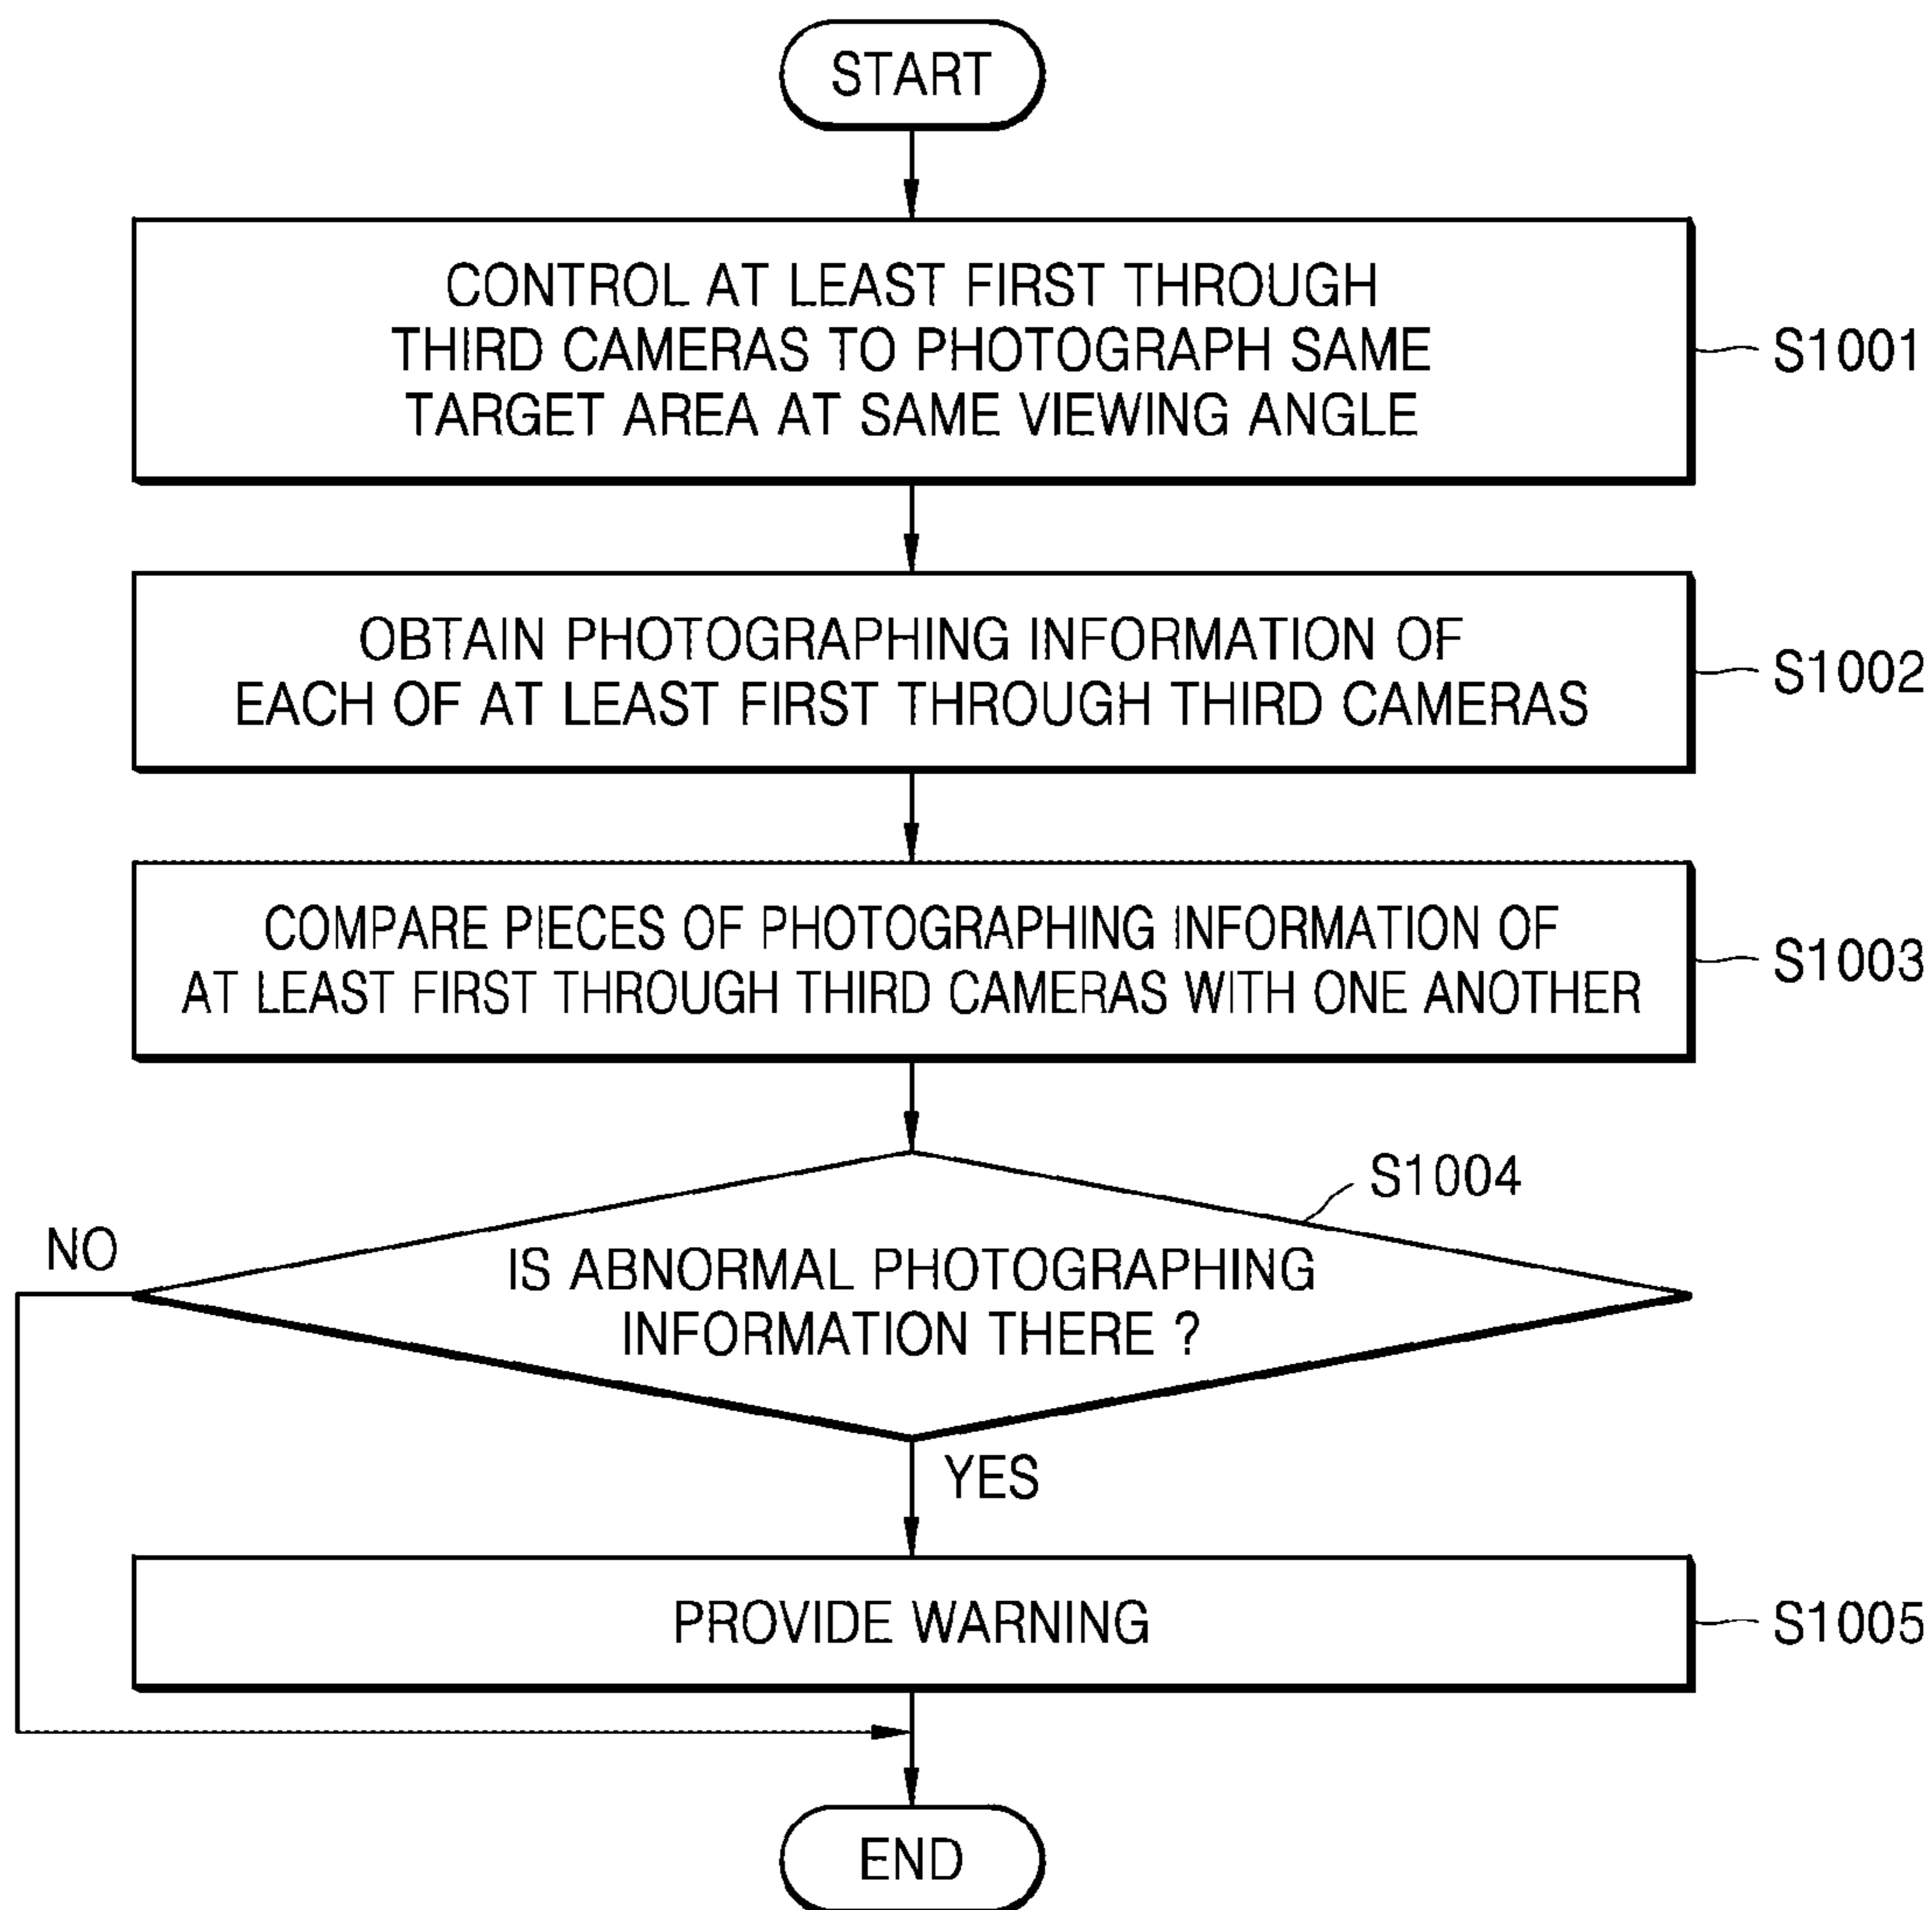 START
CONTROL AT LEAST FIRST THROUGH
THIRD CAMERAS TO PHOTOGRAPH SAME
TARGET AREA AT SAME VIEWING ANGLE
S1001
OBTAIN PHOTOGRAPHING INFORMATION OF
EACH OF AT LEAST FIRST THROUGH THIRD CAMERAS
S1002
COMPARE PIECES OF PHOTOGRAPHING INFORMATION OF
AT LEAST FIRST THROUGH THIRD CAMERAS WITH ONE ANOTHER
S1003
S1004
NO
IS ABNORMAL PHOTOGRAPHING
INFORMATION THERE ?
YES
PROVIDE WARNING
S1005
END